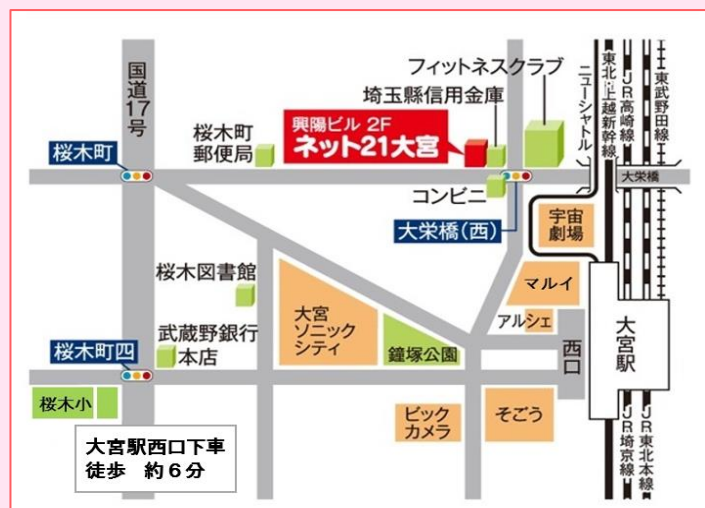 国道17号
桜木町
桜木町
郵便局
興陽ビル 2F
ネット21大宮
埼玉縣信用金庫
フィットネスクラブ
コンビニ
大栄橋(西)
ニューシャトル
東北・上越新幹線
JR高崎線
東武野田線
大栄橋
宇宙
劇場
マルイ
アルシェ
西口
大宮駅
桜木図書館
大宮
ソニック
シティ
鐘塚公園
武蔵野銀行
本店
桜木町四
桜木小
ビック
カメラ
そごう
JR埼京線
JR東北本線
大宮駅西口下車
徒歩 約6分